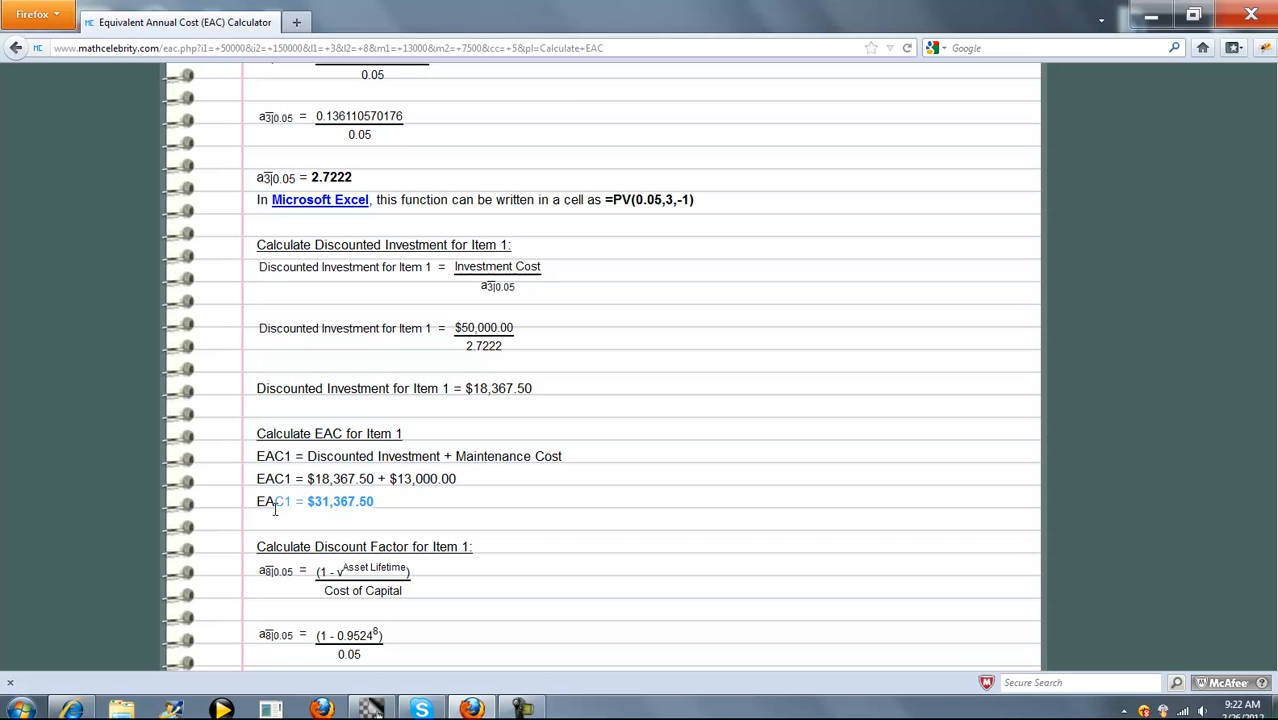 Firefox
Equivalent Annual Cost (EAC) Calculator
www.mathcelebrity.com/eac.php?i1=+50000&i2=+150000&l1=+3&l2=+8&m1=+13000&m2=+7500&cc=+5&pl=Calculate+EAC
Google
0.05
a3|0.05 = 0.136110570176
0.05
a3|0.05 = 2.7222
In Microsoft Excel, this function can be written in a cell as =PV(0.05,3,-1)
Calculate Discounted Investment for Item 1:
Discounted Investment for Item 1 = Investment Cost
a3|0.05
Discounted Investment for Item 1 = $50,000.00
2.7222
Discounted Investment for Item 1 = $18,367.50
Calculate EAC for Item 1
EAC1 = Discounted Investment + Maintenance Cost
EAC1 = $18,367.50 + $13,000.00
EAC1 = $31,367.50
Calculate Discount Factor for Item 1:
a8|0.05 = (1 - vAsset Lifetime)
Cost of Capital
a8|0.05 = (1 - 0.95248)
0.05
Secure Search
McAfee
9:22 AM